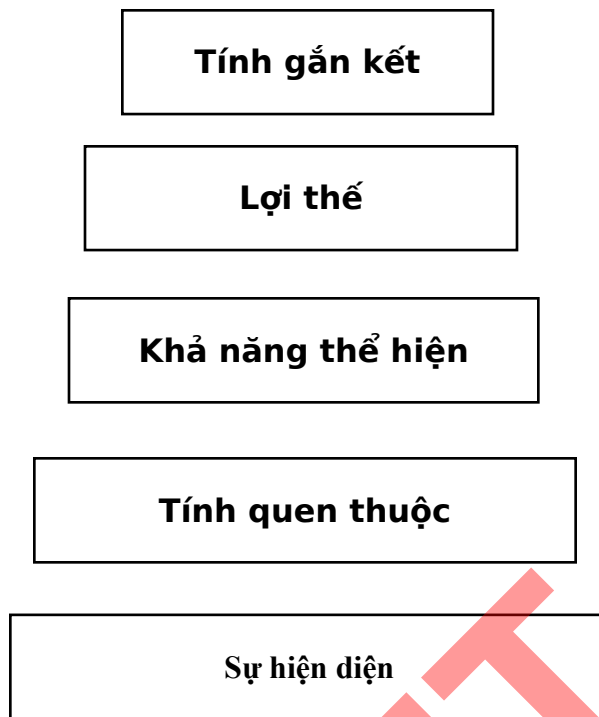 Tính gắn kết
Lợi thế
Khả năng thể hiện
Tính quen thuộc
Sự hiện diện